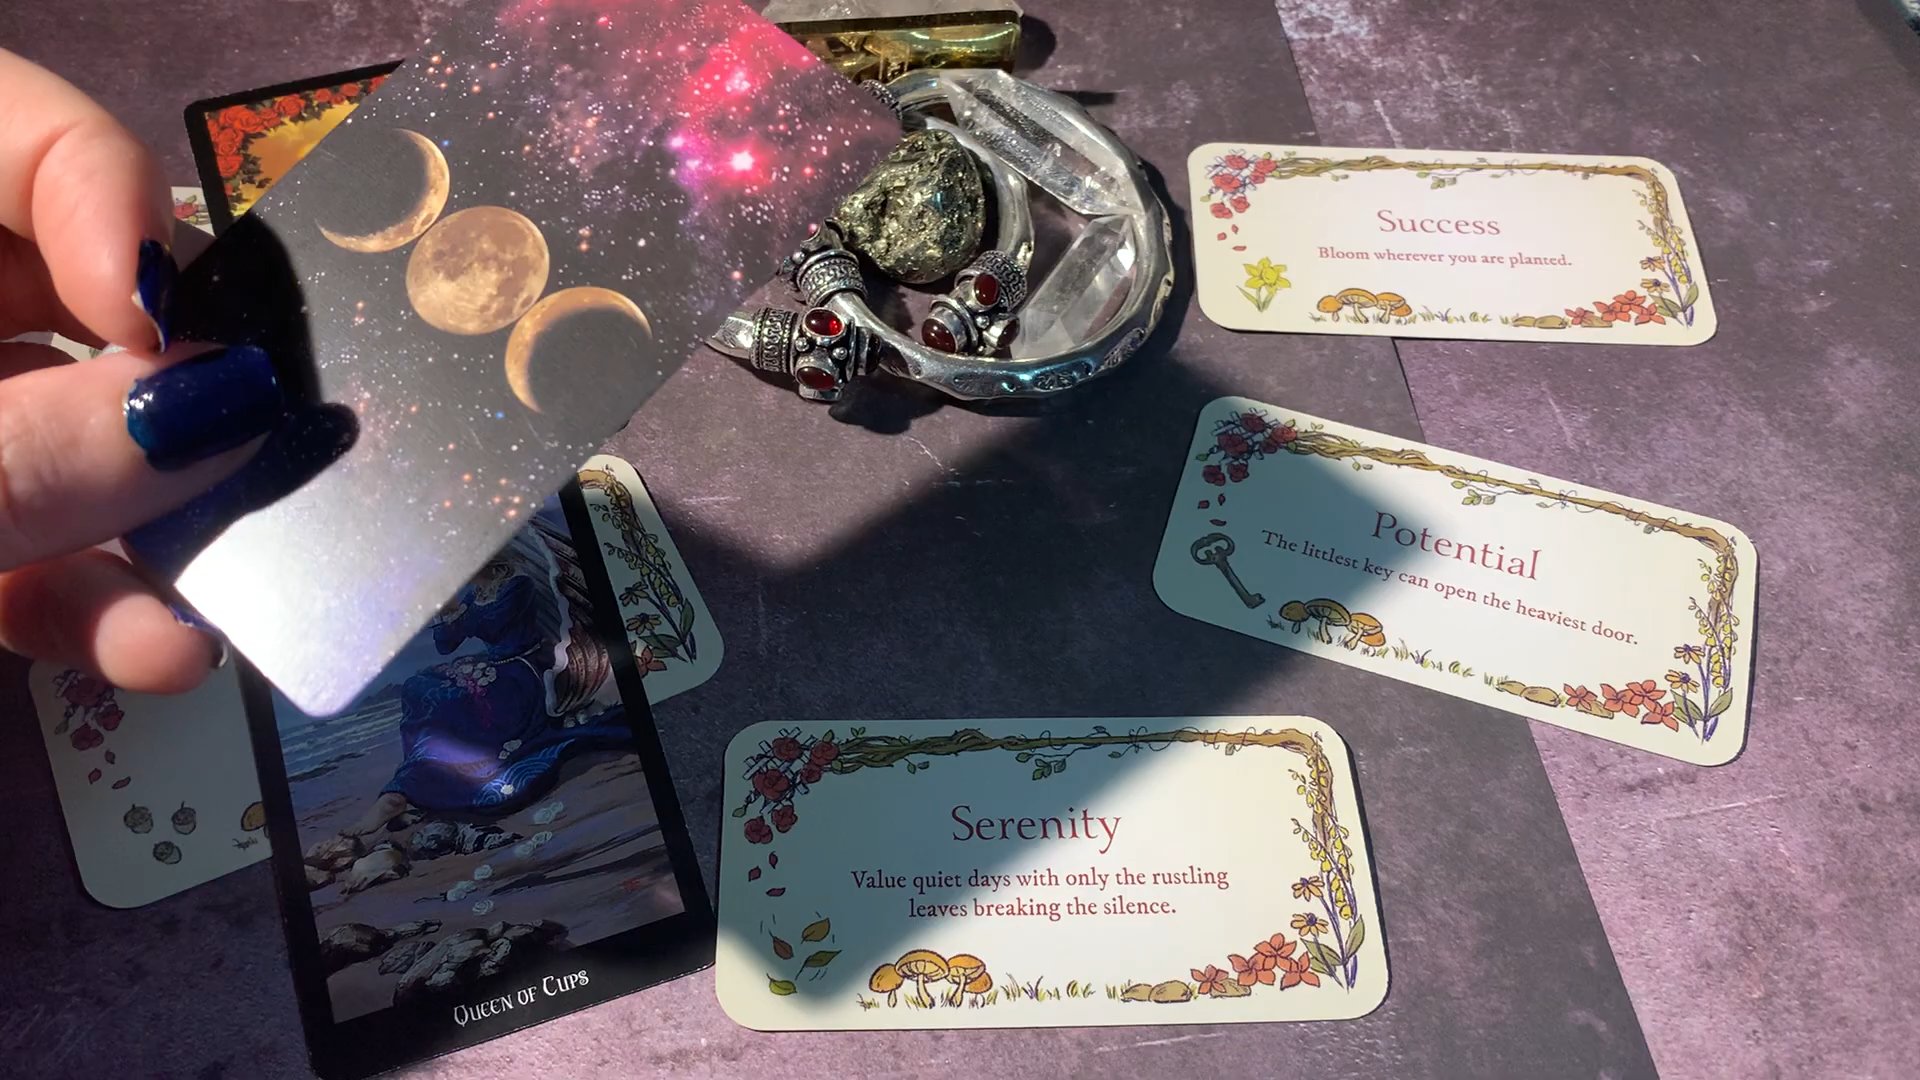 Success
Bloom wherever you are planted.
Potential
The littlest key can open the heaviest door.
Serenity
Value quiet days with only the rustling
leaves breaking the silence.
Queen of Cups